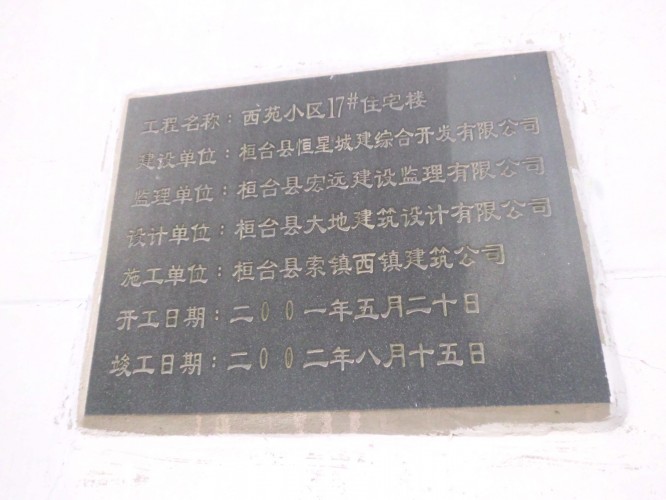 工程名称：西苑小区17#住宅楼
建设单位：桓台县恒星城建综合开发有限公司
监理单位：桓台县宏远建设监理有限公司
设计单位：桓台县大地建筑设计有限公司
施工单位：桓台县索镇西镇建筑公司
开工日期：二00一年五月二十日
竣工日期：二00二年八月十五日